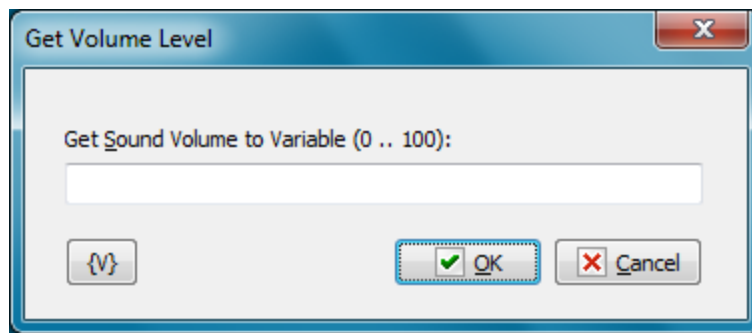 Get Volume Level
Get Sound Volume to Variable (0 .. 100):
{V}
OK
Cancel